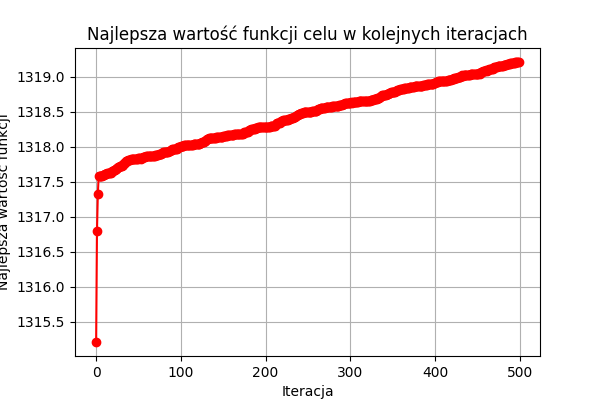 Najlepsza wartość funkcji celu w kolejnych iteracjach
Najlepsza wartość funkcji
1319.0
1318.5
1318.0
1317.5
1317.0
1316.5
1316.0
1315.5
0 100 200 300 400 500
Iteracja